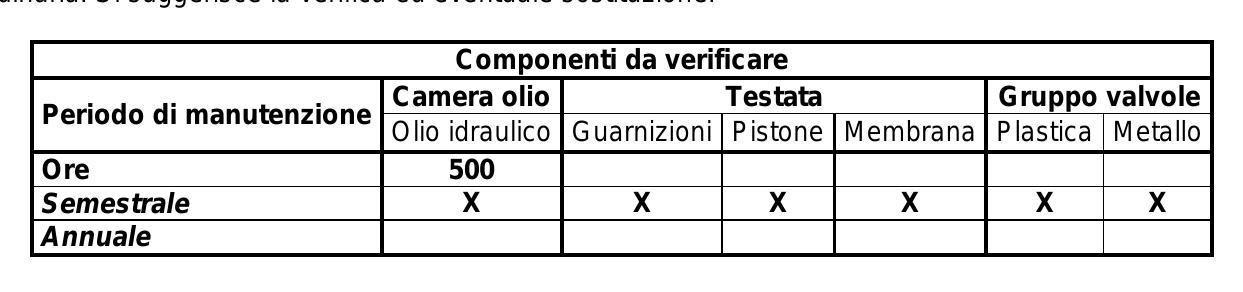 Si suggerisce la verifica ed eventuale sostituzione.
Componenti da verificare
Periodo di manutenzione Camera olio Testata Gruppo valvole
Olio idraulico Guarnizioni Pistone Membrana Plastica Metallo
Ore 500
Semestrale X X X X X X
Annuale